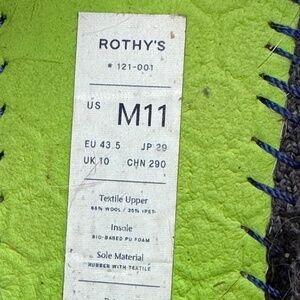 ROTHY'S
# 121-001
US M11
EU 43.5 JP 29
UK 10 CHN 290
Textile Upper
65% WOOL / 35% rPET
Insole
BIO-BASED PU FOAM
Sole Material
RUBBER WITH TEXTILE